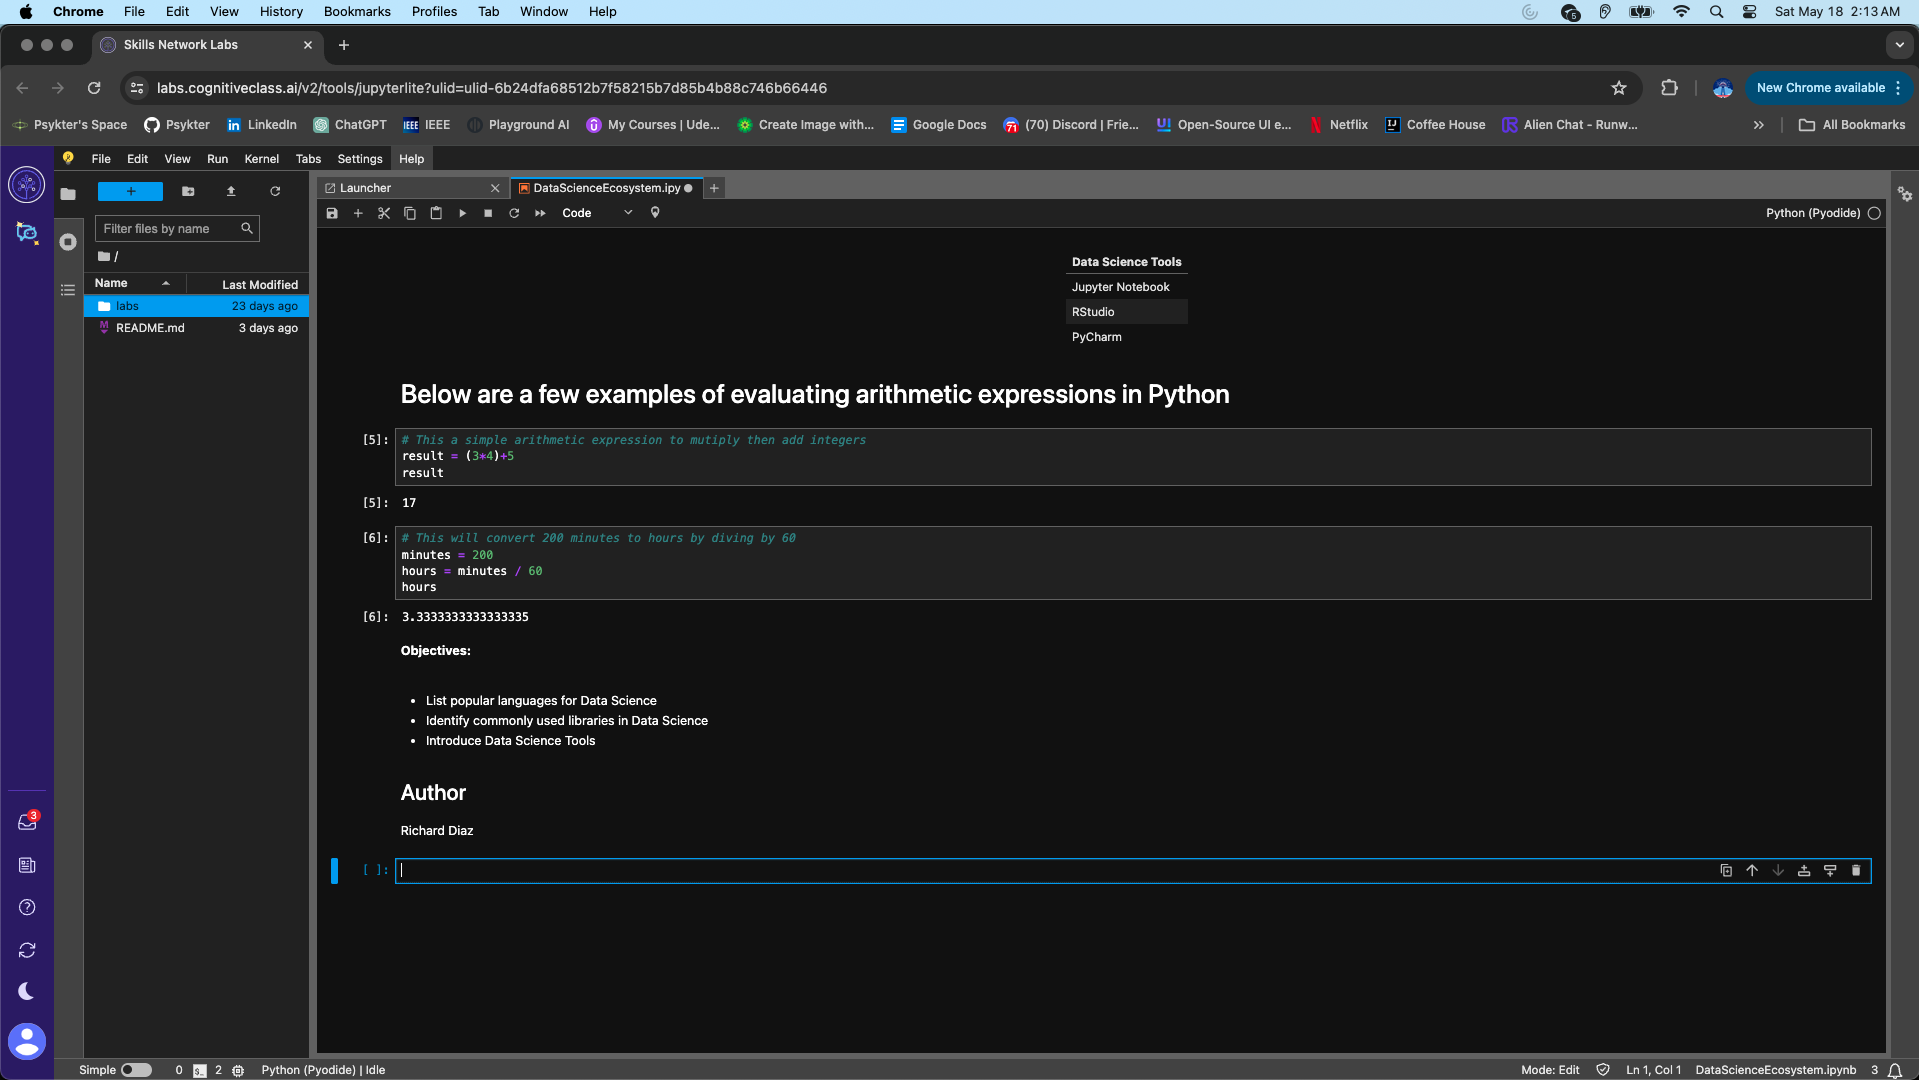 Chrome File Edit View History Bookmarks Profiles Tab Window Help 5 Sat May 18 2:13 AM
Skills Network Labs
labs.cognitiveclass.ai/v2/tools/jupyterlite?ulid=ulid-6b24dfa68512b7f58215b7d85b4b88c746b66446 New Chrome available
Psykter's Space Psykter LinkedIn ChatGPT IEEE IEEE Playground AI My Courses | Ude... Create Image with... Google Docs 71 (70) Discord | Frie... Open-Source UI e... Netflix Coffee House Alien Chat - Runw... All Bookmarks
File Edit View Run Kernel Tabs Settings Help
Launcher DataScienceEcosystem.ipy
Code Python (Pyodide)
Filter files by name
/
Name Last Modified
labs 23 days ago
README.md 3 days ago
Data Science Tools
Jupyter Notebook
RStudio
PyCharm
Below are a few examples of evaluating arithmetic expressions in Python
[5]: # This a simple arithmetic expression to mutiply then add integers
result = (3*4)+5
result
[5]: 17
[6]: # This will convert 200 minutes to hours by diving by 60
minutes = 200
hours = minutes / 60
hours
[6]: 3.3333333333333335
Objectives:
• List popular languages for Data Science
• Identify commonly used libraries in Data Science
• Introduce Data Science Tools
Author
Richard Diaz
[ ]:
3
Simple 0 2 Python (Pyodide) | Idle Mode: Edit Ln 1, Col 1 DataScienceEcosystem.ipynb 3